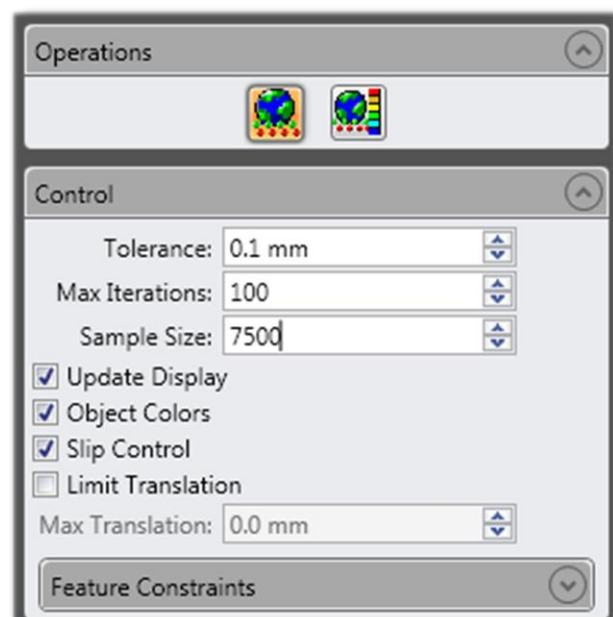 Operations
Control
Tolerance: 0.1 mm
Max Iterations: 100
Sample Size: 7500
Update Display
Object Colors
Slip Control
Limit Translation
Max Translation: 0.0 mm
Feature Constraints